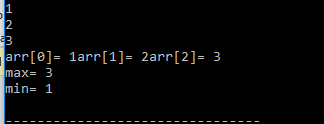 1
2
3
arr[0]= 1arr[1]= 2arr[2]= 3
max= 3
min= 1
--------------------------------